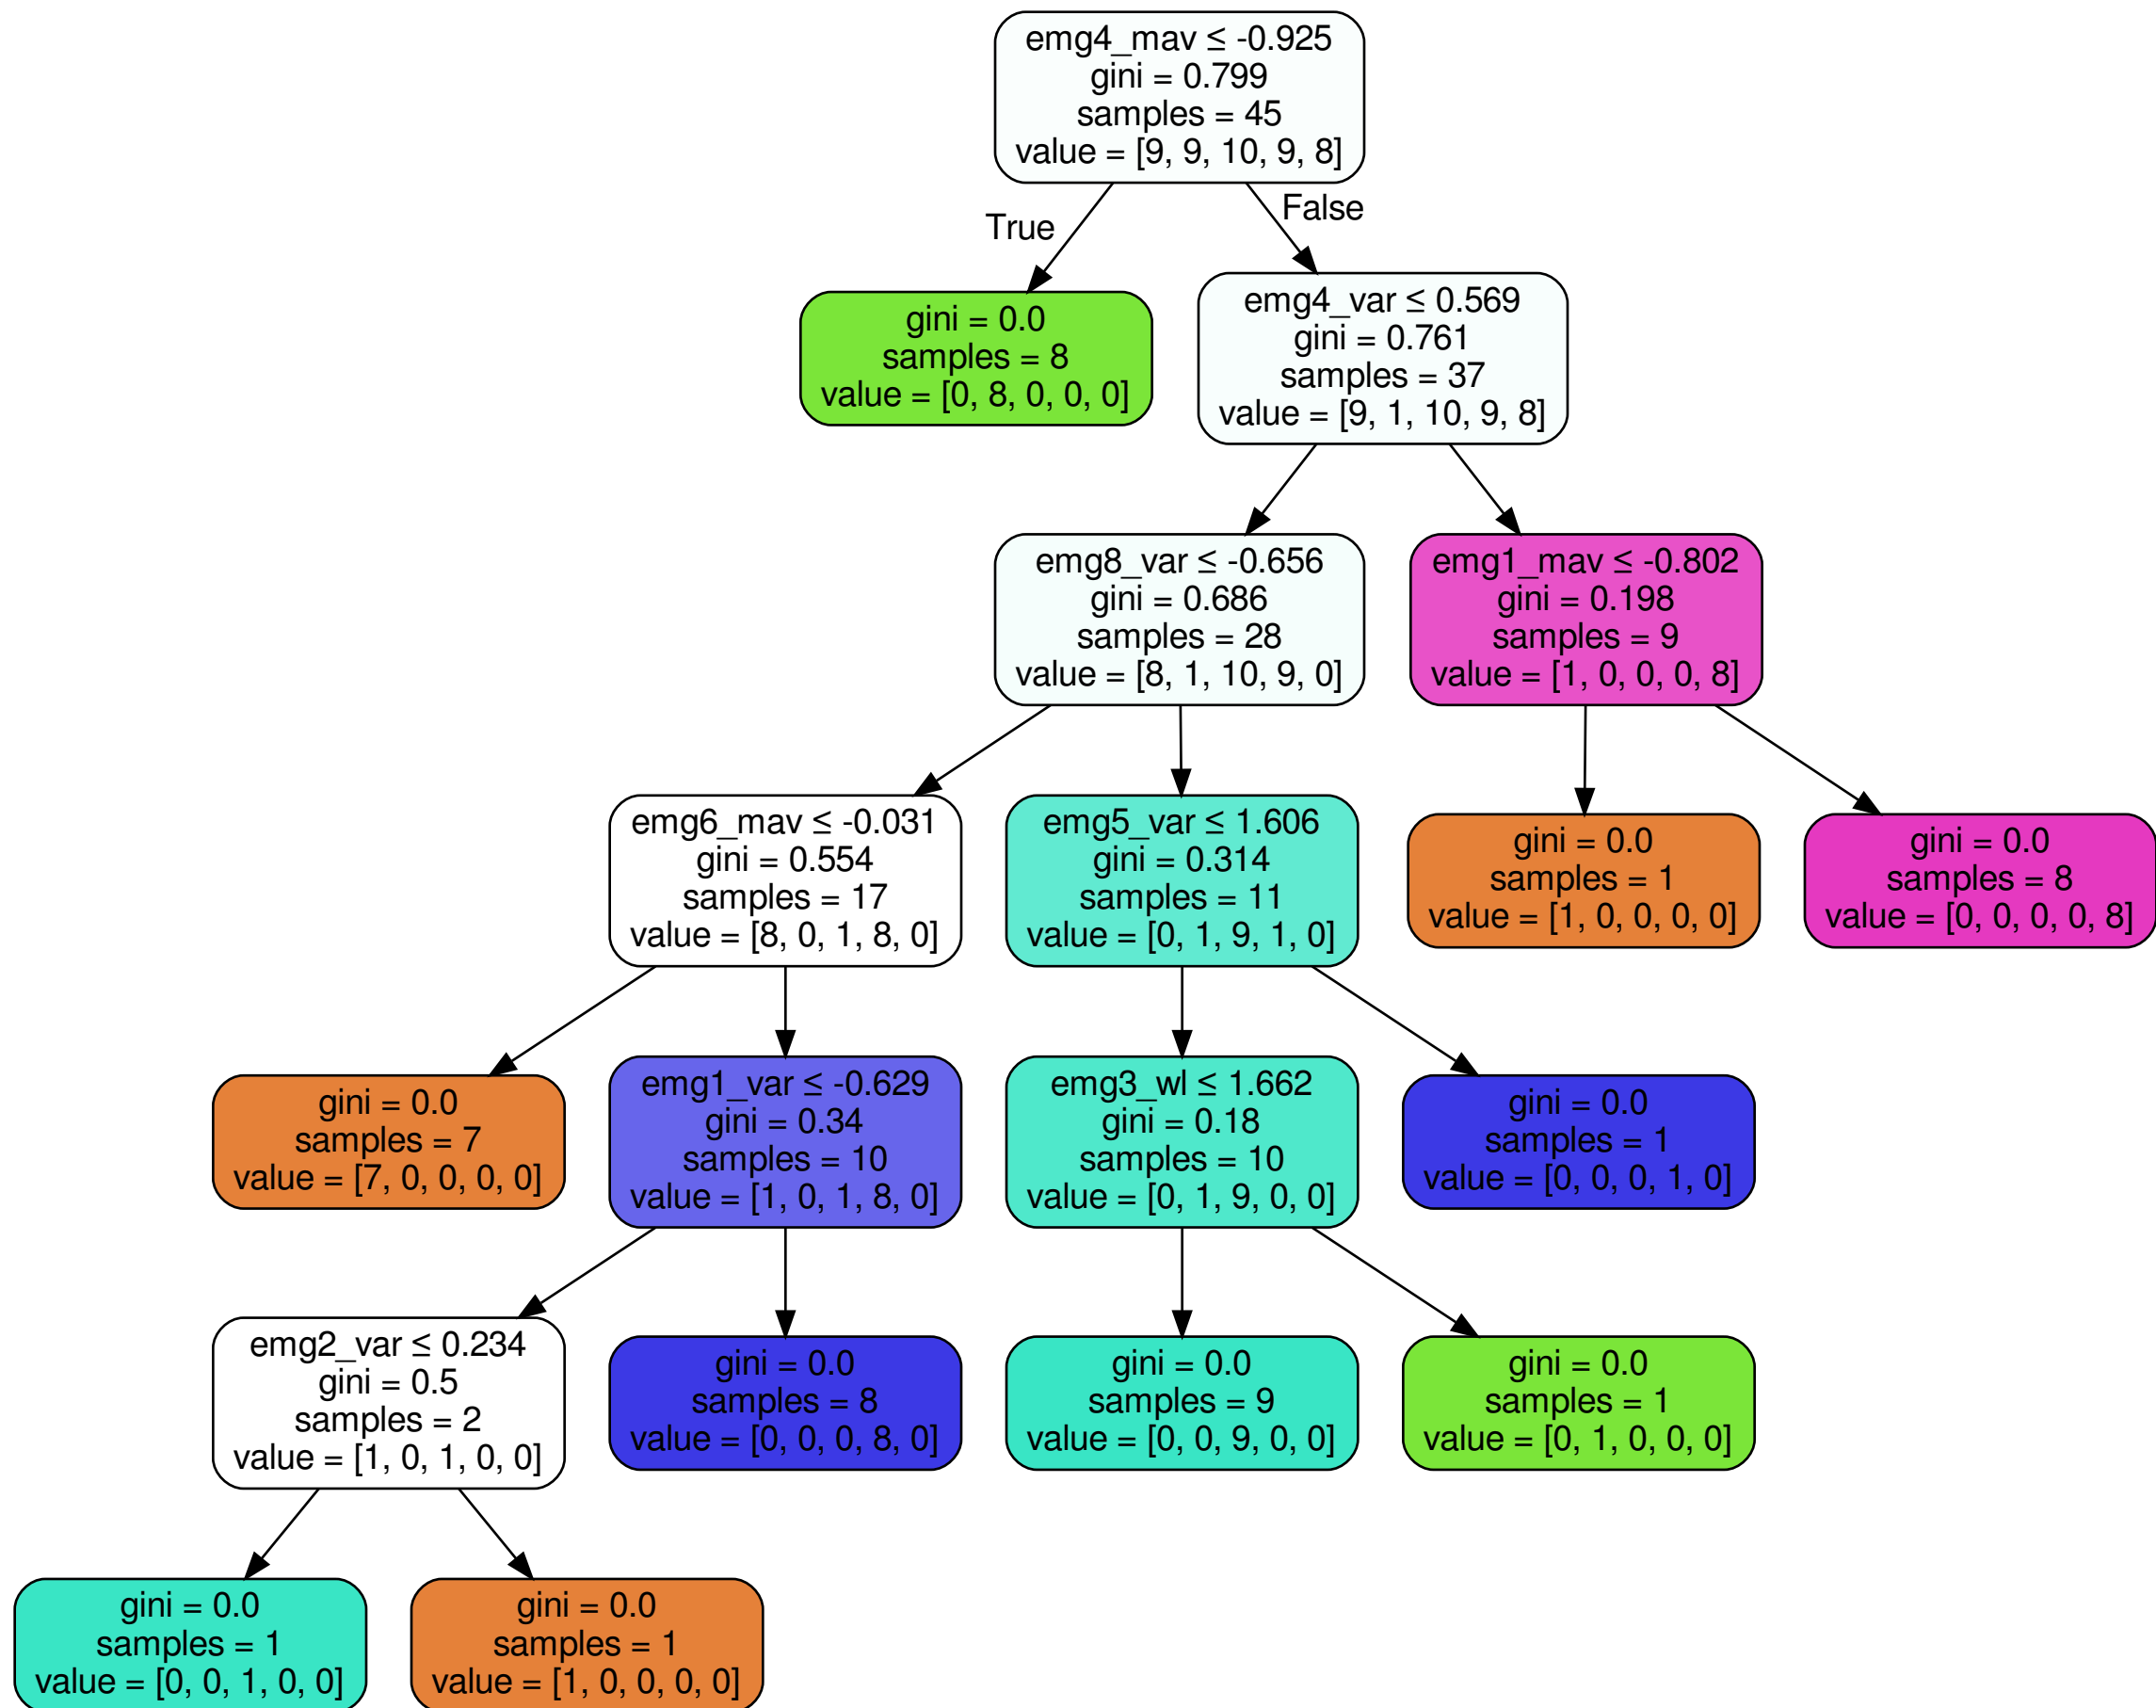 emg4_mav ≤ -0.925
gini = 0.799
samples = 45
value = [9, 9, 10, 9, 8]
True
False
gini = 0.0
samples = 8
value = [0, 8, 0, 0, 0]
emg4_var ≤ 0.569
gini = 0.761
samples = 37
value = [9, 1, 10, 9, 8]
emg8_var ≤ -0.656
gini = 0.686
samples = 28
value = [8, 1, 10, 9, 0]
emg1_mav ≤ -0.802
gini = 0.198
samples = 9
value = [1, 0, 0, 0, 8]
emg6_mav ≤ -0.031
gini = 0.554
samples = 17
value = [8, 0, 1, 8, 0]
emg5_var ≤ 1.606
gini = 0.314
samples = 11
value = [0, 1, 9, 1, 0]
gini = 0.0
samples = 1
value = [1, 0, 0, 0, 0]
gini = 0.0
samples = 8
value = [0, 0, 0, 0, 8]
gini = 0.0
samples = 7
value = [7, 0, 0, 0, 0]
emg1_var ≤ -0.629
gini = 0.34
samples = 10
value = [1, 0, 1, 8, 0]
emg3_wl ≤ 1.662
gini = 0.18
samples = 10
value = [0, 1, 9, 0, 0]
gini = 0.0
samples = 1
value = [0, 0, 0, 1, 0]
emg2_var ≤ 0.234
gini = 0.5
samples = 2
value = [1, 0, 1, 0, 0]
gini = 0.0
samples = 8
value = [0, 0, 0, 8, 0]
gini = 0.0
samples = 9
value = [0, 0, 9, 0, 0]
gini = 0.0
samples = 1
value = [0, 1, 0, 0, 0]
gini = 0.0
samples = 1
value = [0, 0, 1, 0, 0]
gini = 0.0
samples = 1
value = [1, 0, 0, 0, 0]